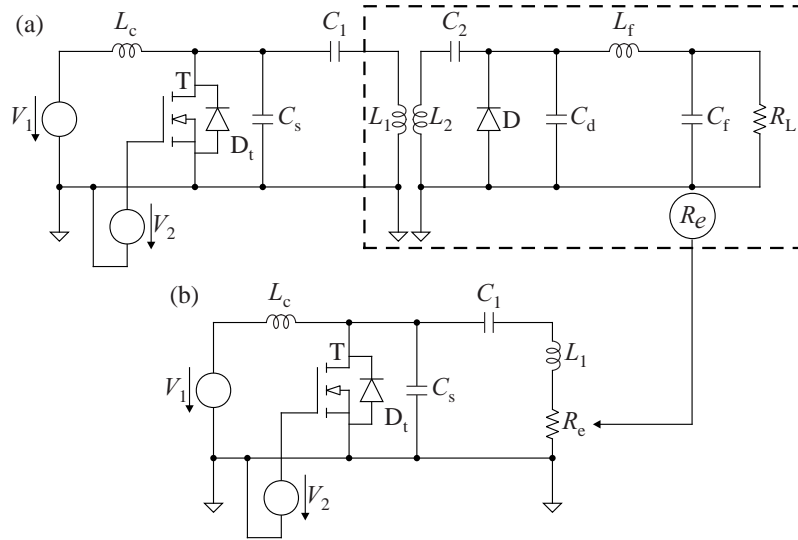 (a)
L_c
C_1
C_2
L_f
V_1
T
D_t
C_s
L_1
L_2
D
C_d
C_f
R_L
V_2
R_e
(b)
L_c
C_1
V_1
T
D_t
C_s
L_1
R_e
V_2